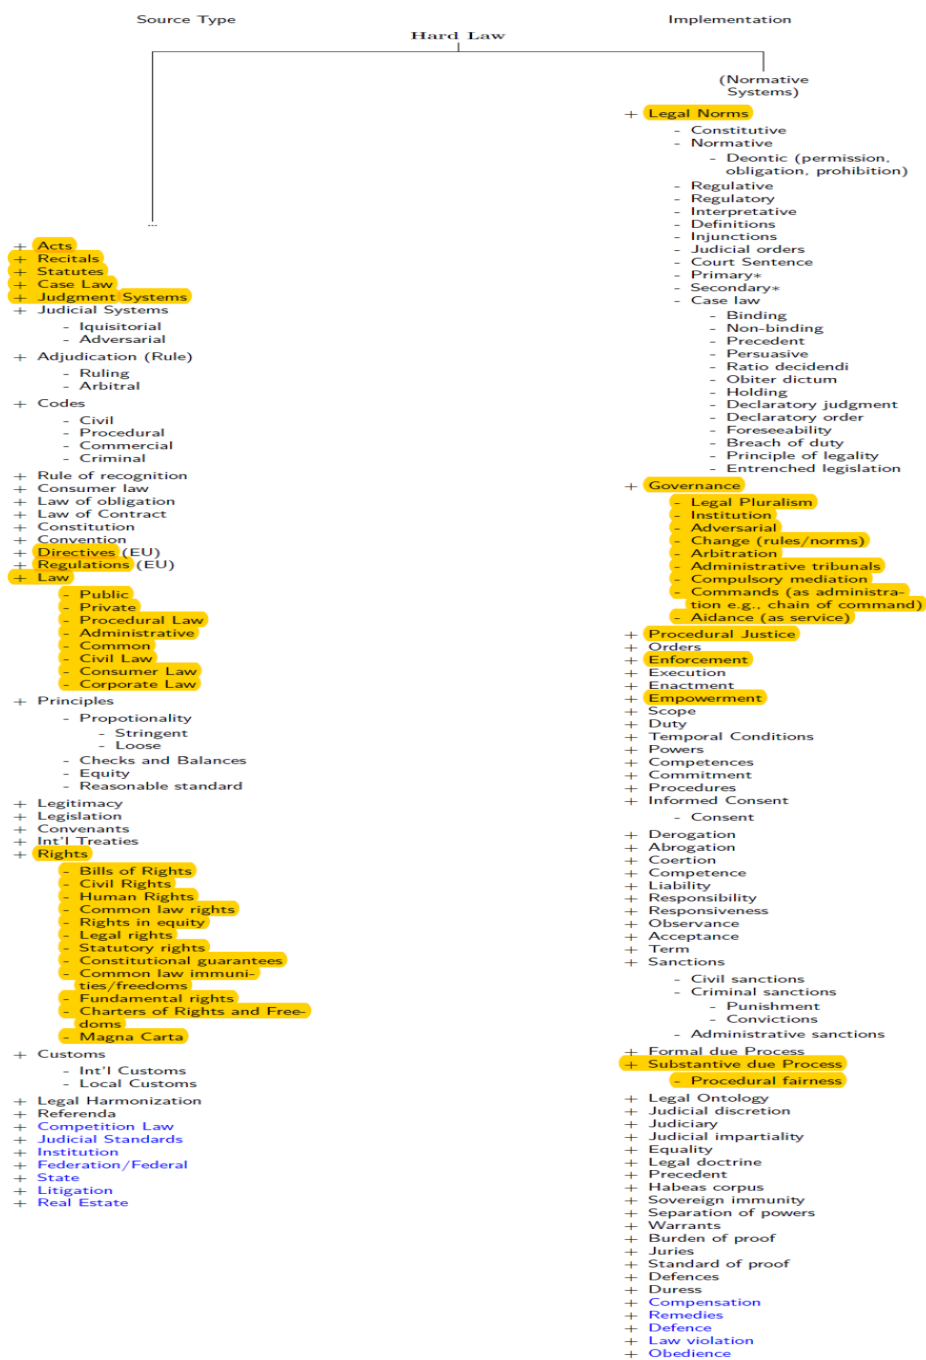 Source Type
Implementation
Hard Law
(Normative
Systems)
...
+ Acts
+ Recitals
+ Statutes
+ Case Law
+ Judgment Systems
+ Judicial Systems
- Iquisitorial
- Adversarial
+ Adjudication (Rule)
- Ruling
- Arbitral
+ Codes
- Civil
- Procedural
- Commercial
- Criminal
+ Rule of recognition
+ Consumer law
+ Law of obligation
+ Law of Contract
+ Constitution
+ Convention
+ Directives (EU)
+ Regulations (EU)
+ Law
- Public
- Private
- Procedural Law
- Administrative
- Common
- Civil Law
- Consumer Law
- Corporate Law
+ Principles
- Propotionality
- Stringent
- Loose
- Checks and Balances
- Equity
- Reasonable standard
+ Legitimacy
+ Legislation
+ Convenants
+ Int'l Treaties
+ Rights
- Bills of Rights
- Civil Rights
- Human Rights
- Common law rights
- Rights in equity
- Legal rights
- Statutory rights
- Constitutional guarantees
- Common law immuni-
ties/freedoms
- Fundamental rights
- Charters of Rights and Free-
doms
- Magna Carta
+ Customs
- Int'l Customs
- Local Customs
+ Legal Harmonization
+ Referenda
+ Competition Law
+ Judicial Standards
+ Institution
+ Federation/Federal
+ State
+ Litigation
+ Real Estate
+ Legal Norms
- Constitutive
- Normative
- Deontic (permission,
obligation, prohibition)
- Regulative
- Regulatory
- Interpretative
- Definitions
- Injunctions
- Judicial orders
- Court Sentence
- Primary*
- Secondary*
- Case law
- Binding
- Non-binding
- Precedent
- Persuasive
- Ratio decidendi
- Obiter dictum
- Holding
- Declaratory judgment
- Declaratory order
- Foreseeability
- Breach of duty
- Principle of legality
- Entrenched legislation
+ Governance
- Legal Pluralism
- Institution
- Adversarial
- Change (rules/norms)
- Arbitration
- Administrative tribunals
- Compulsory mediation
- Commands (as administra-
tion e.g., chain of command)
- Aidance (as service)
+ Procedural Justice
+ Orders
+ Enforcement
+ Execution
+ Enactment
+ Empowerment
+ Scope
+ Duty
+ Temporal Conditions
+ Powers
+ Competences
+ Commitment
+ Procedures
+ Informed Consent
- Consent
+ Derogation
+ Abrogation
+ Coertion
+ Competence
+ Liability
+ Responsibility
+ Responsiveness
+ Observance
+ Acceptance
+ Term
+ Sanctions
- Civil sanctions
- Criminal sanctions
- Punishment
- Convictions
- Administrative sanctions
+ Formal due Process
+ Substantive due Process
- Procedural fairness
+ Legal Ontology
+ Judicial discretion
+ Judiciary
+ Judicial impartiality
+ Equality
+ Legal doctrine
+ Precedent
+ Habeas corpus
+ Sovereign immunity
+ Separation of powers
+ Warrants
+ Burden of proof
+ Juries
+ Standard of proof
+ Defences
+ Duress
+ Compensation
+ Remedies
+ Defence
+ Law violation
+ Obedience